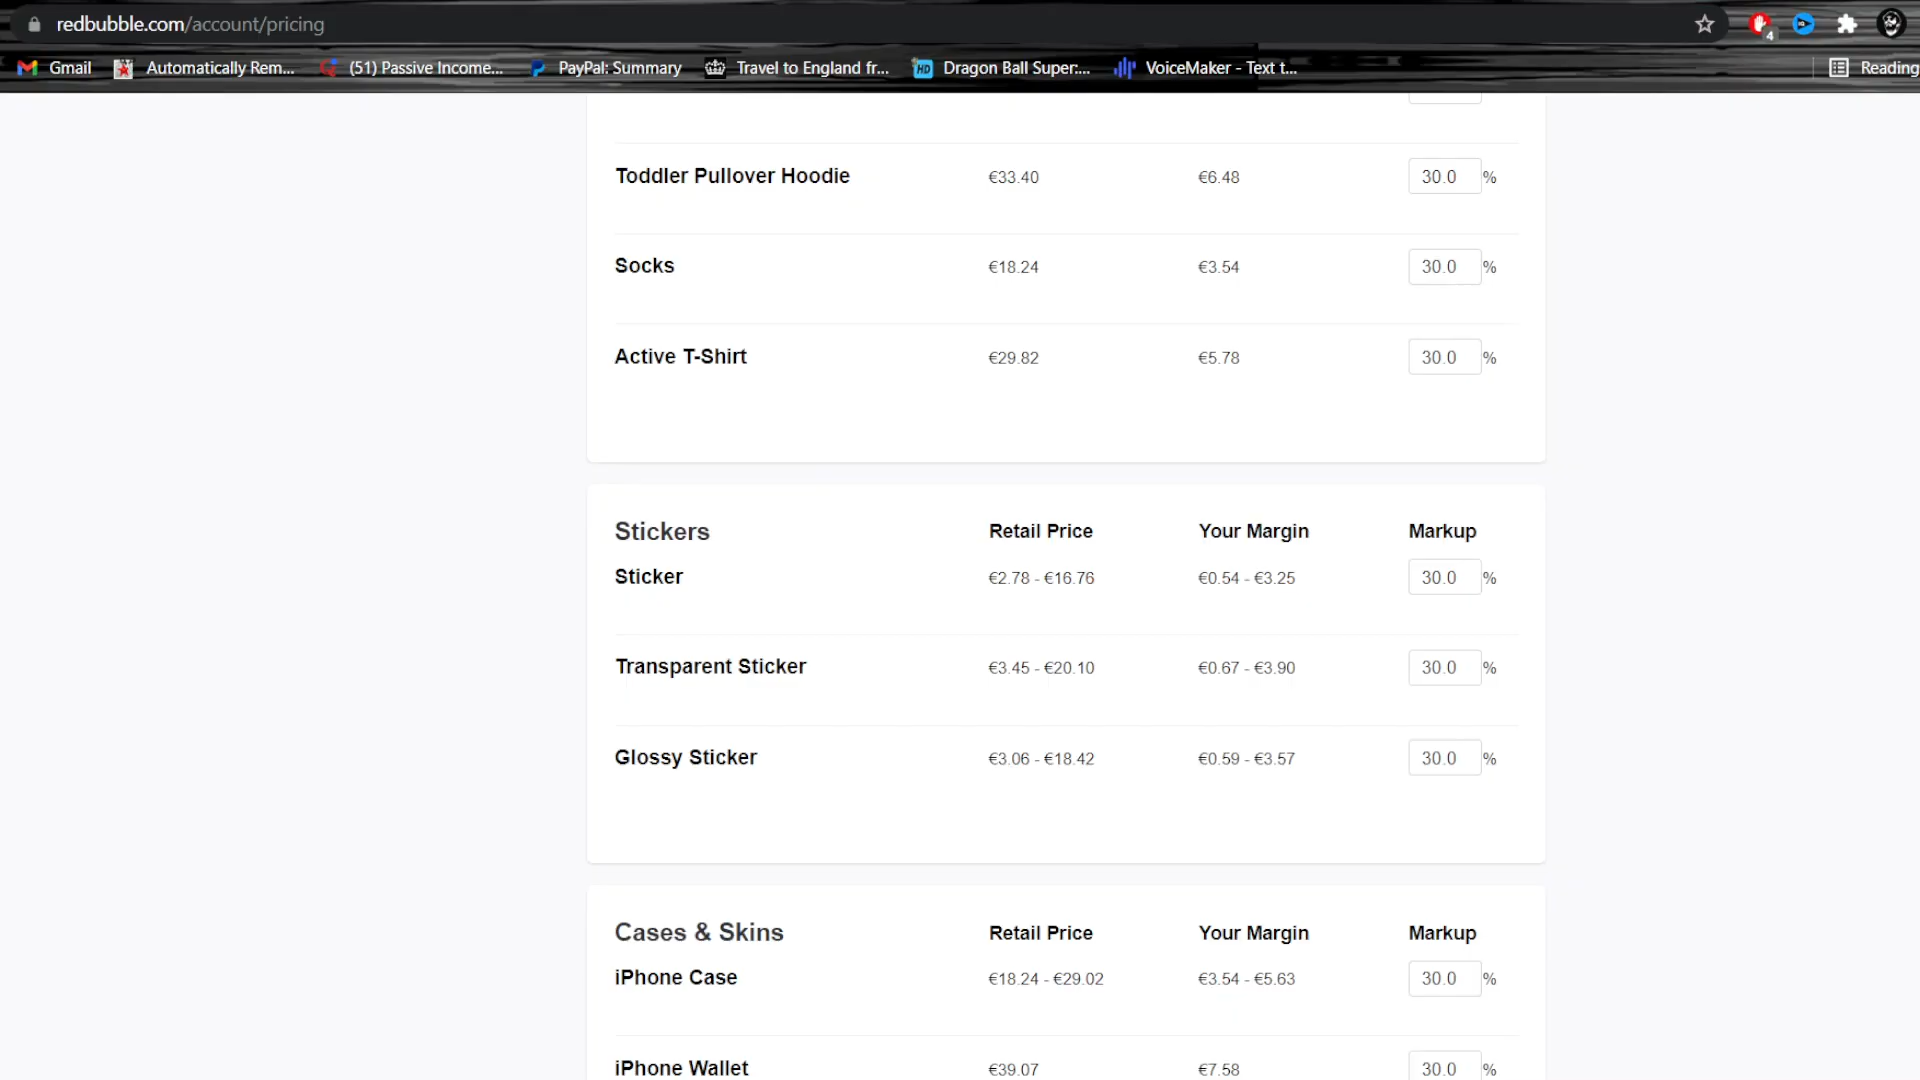 redbubble.com/account/pricing
4
Gmail Automatically Rem... (51) Passive Income... PayPal: Summary Travel to England fr... HD Dragon Ball Super:... VoiceMaker - Text t... Reading
Toddler Pullover Hoodie €33.40 €6.48 30.0 %
Socks €18.24 €3.54 30.0 %
Active T-Shirt €29.82 €5.78 30.0 %
Stickers Retail Price Your Margin Markup
Sticker €2.78 - €16.76 €0.54 - €3.25 30.0 %
Transparent Sticker €3.45 - €20.10 €0.67 - €3.90 30.0 %
Glossy Sticker €3.06 - €18.42 €0.59 - €3.57 30.0 %
Cases & Skins Retail Price Your Margin Markup
iPhone Case €18.24 - €29.02 €3.54 - €5.63 30.0 %
iPhone Wallet €39.07 €7.58 30.0 %